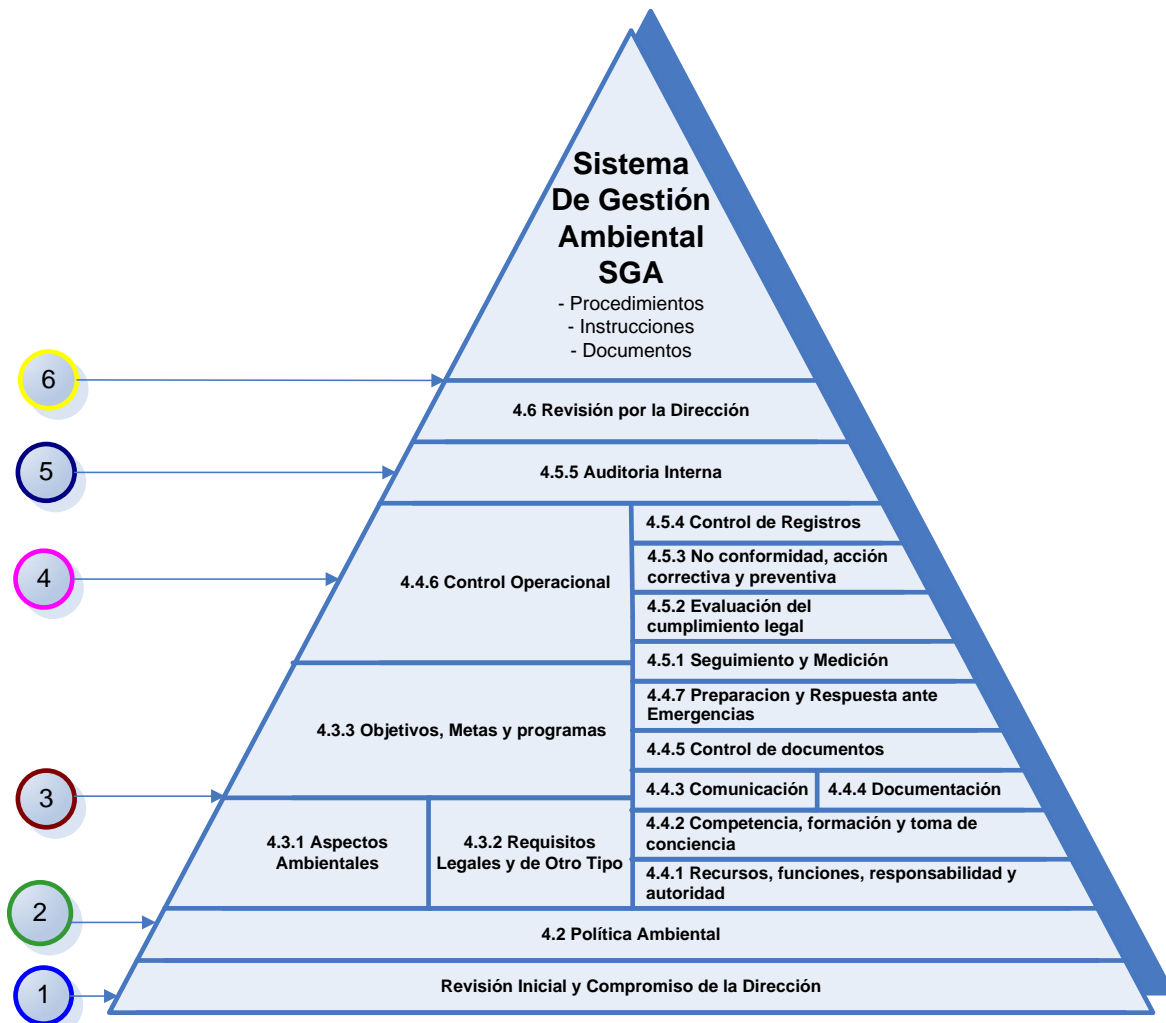 Sistema
De Gestión
Ambiental
SGA
- Procedimientos
- Instrucciones
- Documentos
6
4.6 Revisión por la Dirección
5
4.5.5 Auditoria Interna
4
4.4.6 Control Operacional
4.5.4 Control de Registros
4.5.3 No conformidad, acción
correctiva y preventiva
4.5.2 Evaluación del
cumplimiento legal
4.5.1 Seguimiento y Medición
4.3.3 Objetivos, Metas y programas
4.4.7 Preparacion y Respuesta ante
Emergencias
4.4.5 Control de documentos
4.4.3 Comunicación
4.4.4 Documentación
3
4.3.1 Aspectos
Ambientales
4.3.2 Requisitos
Legales y de Otro Tipo
4.4.2 Competencia, formación y toma de
conciencia
4.4.1 Recursos, funciones, responsabilidad y
autoridad
2
4.2 Política Ambiental
1
Revisión Inicial y Compromiso de la Dirección